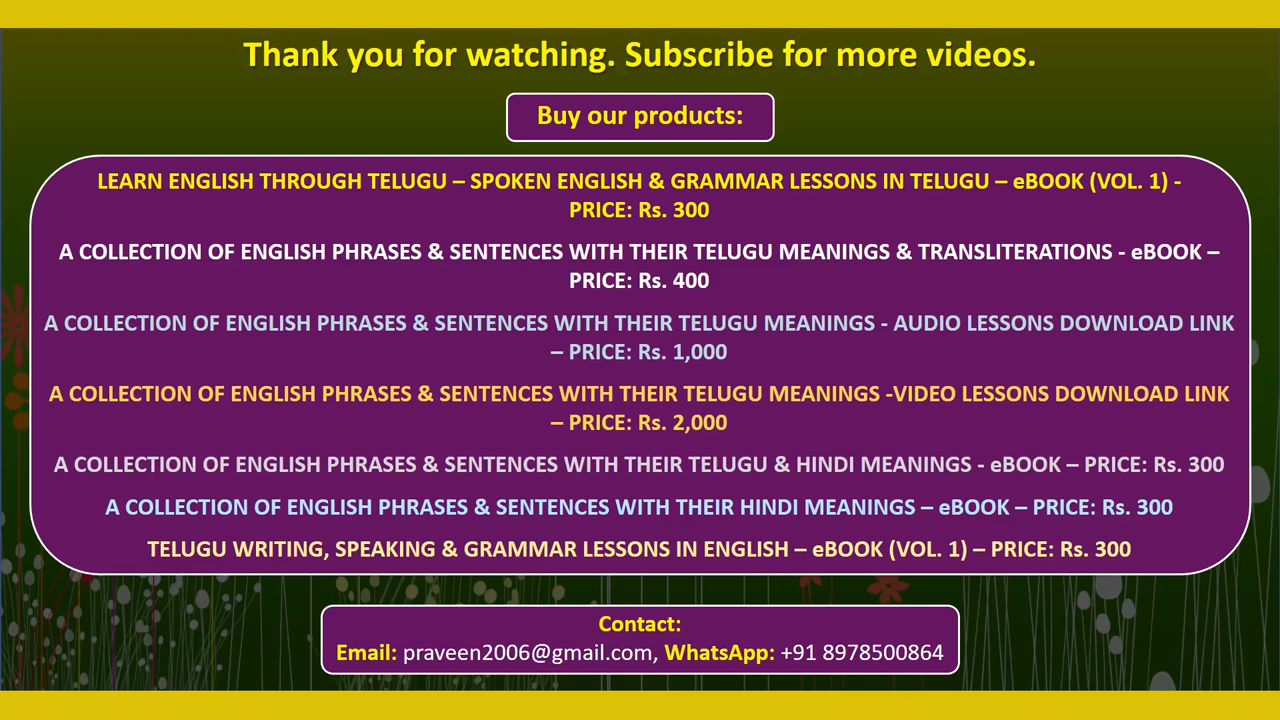 Thank you for watching. Subscribe for more videos.
Buy our products:
LEARN ENGLISH THROUGH TELUGU – SPOKEN ENGLISH & GRAMMAR LESSONS IN TELUGU – eBOOK (VOL. 1) -
PRICE: Rs. 300
A COLLECTION OF ENGLISH PHRASES & SENTENCES WITH THEIR TELUGU MEANINGS & TRANSLITERATIONS - eBOOK –
PRICE: Rs. 400
A COLLECTION OF ENGLISH PHRASES & SENTENCES WITH THEIR TELUGU MEANINGS - AUDIO LESSONS DOWNLOAD LINK
– PRICE: Rs. 1,000
A COLLECTION OF ENGLISH PHRASES & SENTENCES WITH THEIR TELUGU MEANINGS -VIDEO LESSONS DOWNLOAD LINK
– PRICE: Rs. 2,000
A COLLECTION OF ENGLISH PHRASES & SENTENCES WITH THEIR TELUGU & HINDI MEANINGS - eBOOK – PRICE: Rs. 300
A COLLECTION OF ENGLISH PHRASES & SENTENCES WITH THEIR HINDI MEANINGS – eBOOK – PRICE: Rs. 300
TELUGU WRITING, SPEAKING & GRAMMAR LESSONS IN ENGLISH – eBOOK (VOL. 1) – PRICE: Rs. 300
Contact:
Email: praveen2006@gmail.com, WhatsApp: +91 8978500864